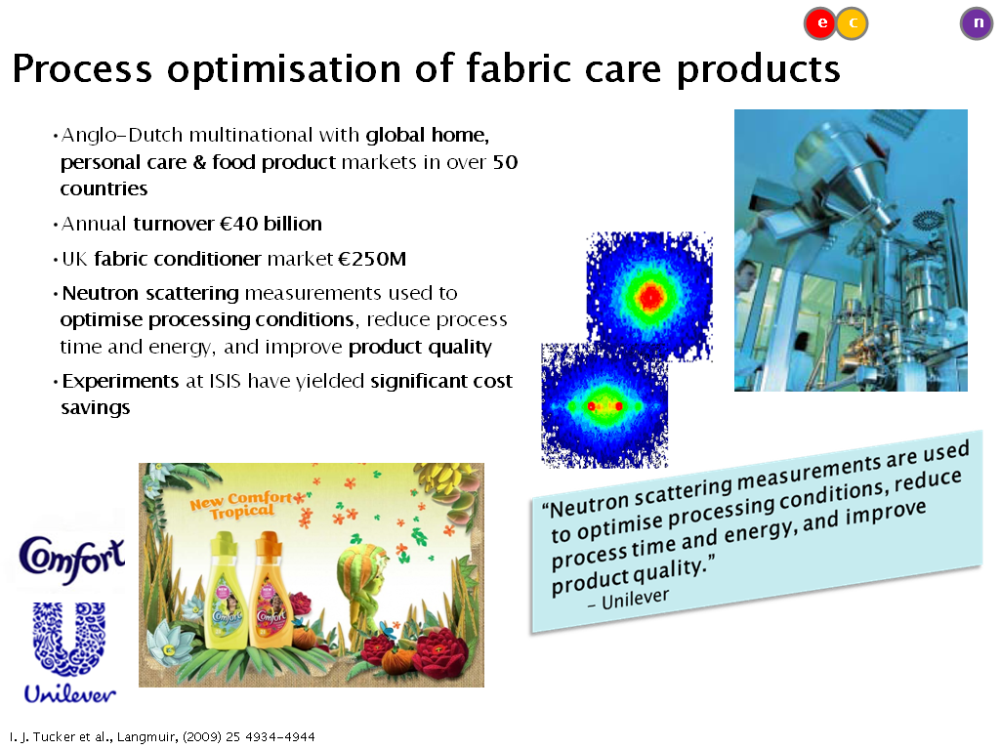 e c n
Process optimisation of fabric care products
•Anglo-Dutch multinational with global home,
personal care & food product markets in over 50
countries
•Annual turnover €40 billion
•UK fabric conditioner market €250M
•Neutron scattering measurements used to
optimise processing conditions, reduce process
time and energy, and improve product quality
•Experiments at ISIS have yielded significant cost
savings
New Comfort
Tropical
Comfort
Comfort
Comfort
Unilever
“Neutron scattering measurements are used
to optimise processing conditions, reduce
process time and energy, and improve
product quality.”
– Unilever
I. J. Tucker et al., Langmuir, (2009) 25 4934-4944